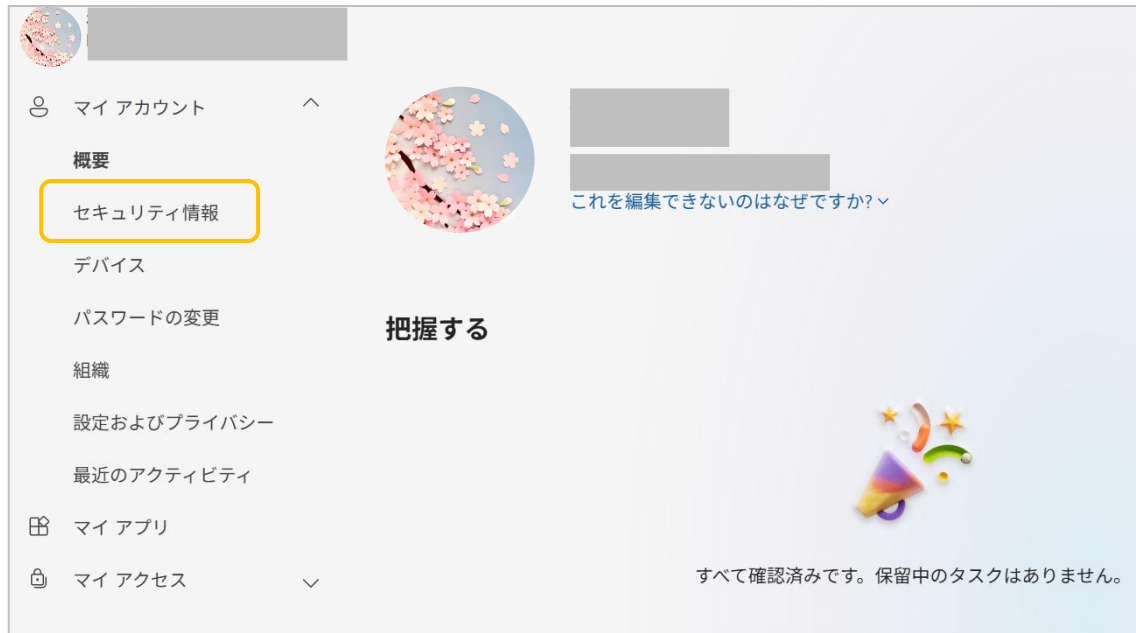 マイ アカウント
概要
セキュリティ情報
デバイス
パスワードの変更
組織
設定およびプライバシー
最近のアクティビティ
マイ アプリ
マイ アクセス
これを編集できないのはなぜですか?
把握する
すべて確認済みです。保留中のタスクはありません。